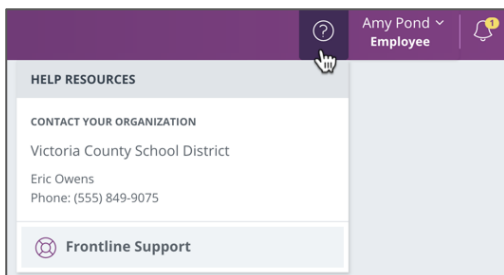 Amy Pond
Employee
1
HELP RESOURCES
CONTACT YOUR ORGANIZATION
Victoria County School District
Eric Owens
Phone: (555) 849-9075
Frontline Support